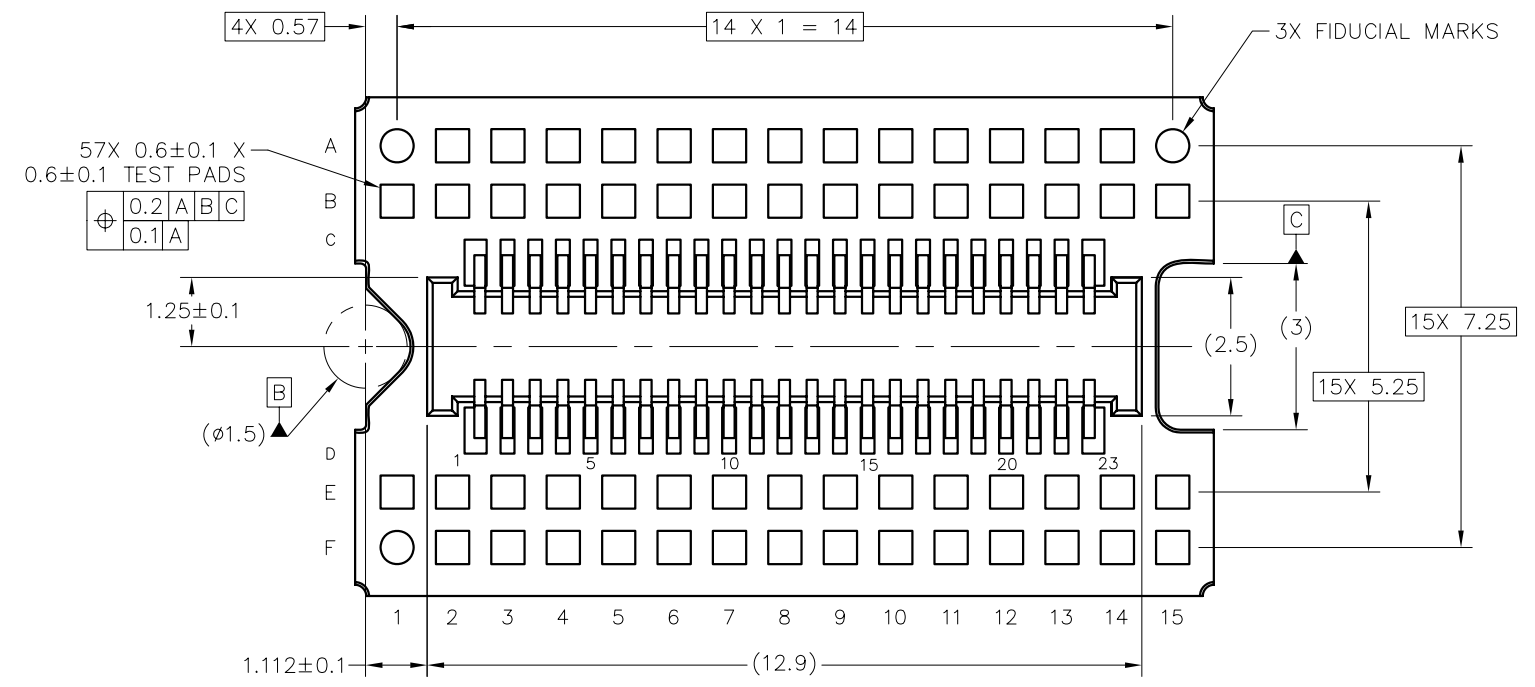 4X 0.57
14 X 1 = 14
3X FIDUCIAL MARKS
57X 0.6±0.1 X
0.6±0.1 TEST PADS
⌖ 0.2 A B C
0.1 A
A
B
C
C
1.25±0.1
(2.5)
(3)
15X 7.25
15X 5.25
B
(⌀1.5)
D
1 5 10 15 20 23
E
F
1 2 3 4 5 6 7 8 9 10 11 12 13 14 15
1.112±0.1
(12.9)